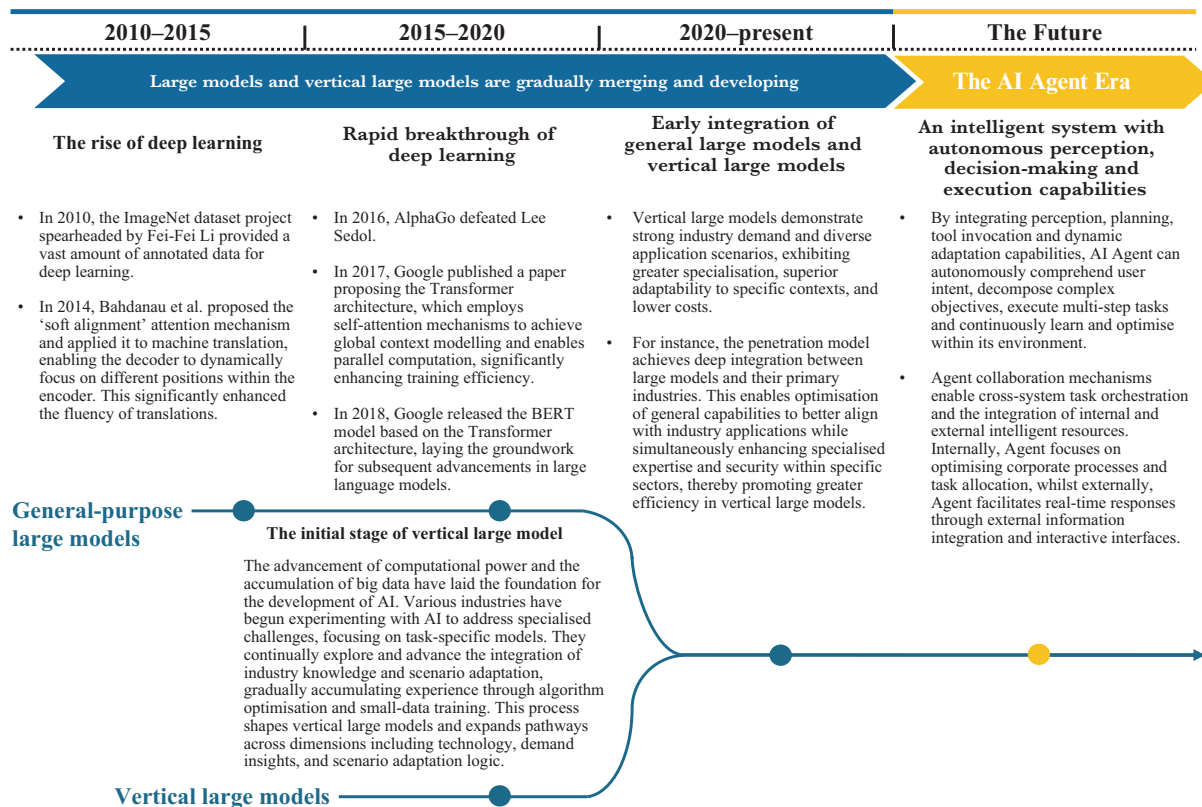 2010–2015
2015–2020
2020–present
The Future
Large models and vertical large models are gradually merging and developing
The AI Agent Era
The rise of deep learning
• In 2010, the ImageNet dataset project
spearheaded by Fei-Fei Li provided a
vast amount of annotated data for
deep learning.
• In 2014, Bahdanau et al. proposed the
‘soft alignment’ attention mechanism
and applied it to machine translation,
enabling the decoder to dynamically
focus on different positions within the
encoder. This significantly enhanced
the fluency of translations.
Rapid breakthrough of
deep learning
• In 2016, AlphaGo defeated Lee
Sedol.
• In 2017, Google published a paper
proposing the Transformer
architecture, which employs
self-attention mechanisms to achieve
global context modelling and enables
parallel computation, significantly
enhancing training efficiency.
• In 2018, Google released the BERT
model based on the Transformer
architecture, laying the groundwork
for subsequent advancements in large
language models.
Early integration of
general large models and
vertical large models
• Vertical large models demonstrate
strong industry demand and diverse
application scenarios, exhibiting
greater specialisation, superior
adaptability to specific contexts, and
lower costs.
• For instance, the penetration model
achieves deep integration between
large models and their primary
industries. This enables optimisation
of general capabilities to better align
with industry applications while
simultaneously enhancing specialised
expertise and security within specific
sectors, thereby promoting greater
efficiency in vertical large models.
An intelligent system with
autonomous perception,
decision-making and
execution capabilities
• By integrating perception, planning,
tool invocation and dynamic
adaptation capabilities, AI Agent can
autonomously comprehend user
intent, decompose complex
objectives, execute multi-step tasks
and continuously learn and optimise
within its environment.
• Agent collaboration mechanisms
enable cross-system task orchestration
and the integration of internal and
external intelligent resources.
Internally, Agent focuses on
optimising corporate processes and
task allocation, whilst externally,
Agent facilitates real-time responses
through external information
integration and interactive interfaces.
General-purpose
large models
The initial stage of vertical large model
The advancement of computational power and the
accumulation of big data have laid the foundation for
the development of AI. Various industries have
begun experimenting with AI to address specialised
challenges, focusing on task-specific models. They
continually explore and advance the integration of
industry knowledge and scenario adaptation,
gradually accumulating experience through algorithm
optimisation and small-data training. This process
shapes vertical large models and expands pathways
across dimensions including technology, demand
insights, and scenario adaptation logic.
Vertical large models